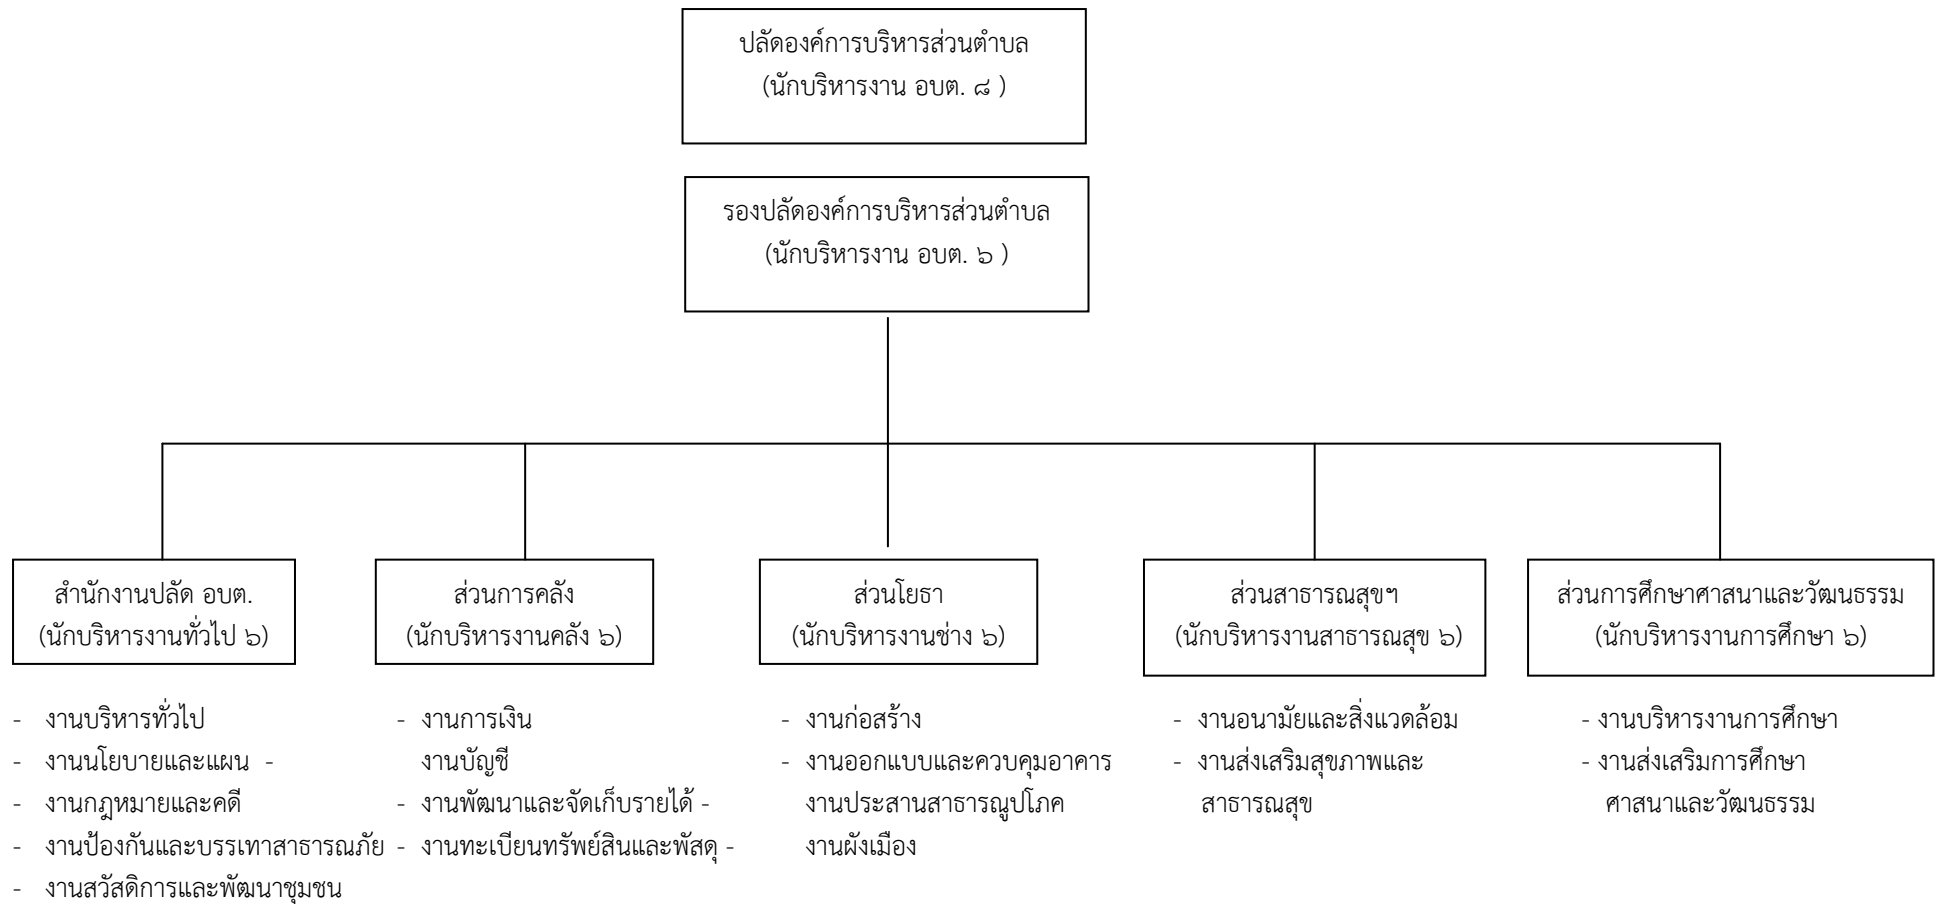 ปลัดองค์การบริหารส่วนตำบล
(นักบริหารงาน อบต. ๘ )
รองปลัดองค์การบริหารส่วนตำบล
(นักบริหารงาน อบต. ๖ )
สำนักงานปลัด อบต.
(นักบริหารงานทั่วไป ๖)
ส่วนการคลัง
(นักบริหารงานคลัง ๖)
ส่วนโยธา
(นักบริหารงานช่าง ๖)
ส่วนสาธารณสุขฯ
(นักบริหารงานสาธารณสุข ๖)
ส่วนการศึกษาศาสนาและวัฒนธรรม
(นักบริหารงานการศึกษา ๖)
- งานบริหารทั่วไป
- งานนโยบายและแผน
- งานกฎหมายและคดี
- งานป้องกันและบรรเทาสาธารณภัย
- งานสวัสดิการและพัฒนาชุมชน
- งานการเงิน
- งานบัญชี
- งานพัฒนาและจัดเก็บรายได้
- งานทะเบียนทรัพย์สินและพัสดุ
- งานก่อสร้าง
- งานออกแบบและควบคุมอาคาร
- งานประสานสาธารณูปโภค
- งานผังเมือง
- งานอนามัยและสิ่งแวดล้อม
- งานส่งเสริมสุขภาพและ
สาธารณสุข
- งานบริหารงานการศึกษา
- งานส่งเสริมการศึกษา
ศาสนาและวัฒนธรรม